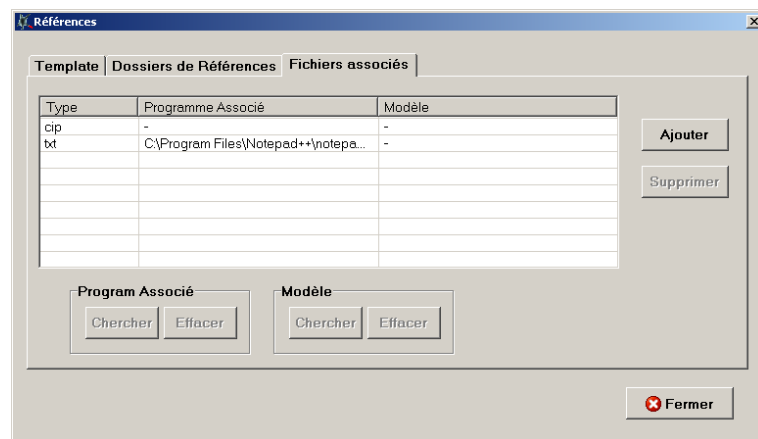 Références
Template Dossiers de Références Fichiers associés
Type Programme Associé Modèle
cip - -
txt C:\Program Files\Notepad++\notepa... -
Ajouter
Supprimer
Program Associé Modèle
Chercher Effacer Chercher Effacer
Fermer